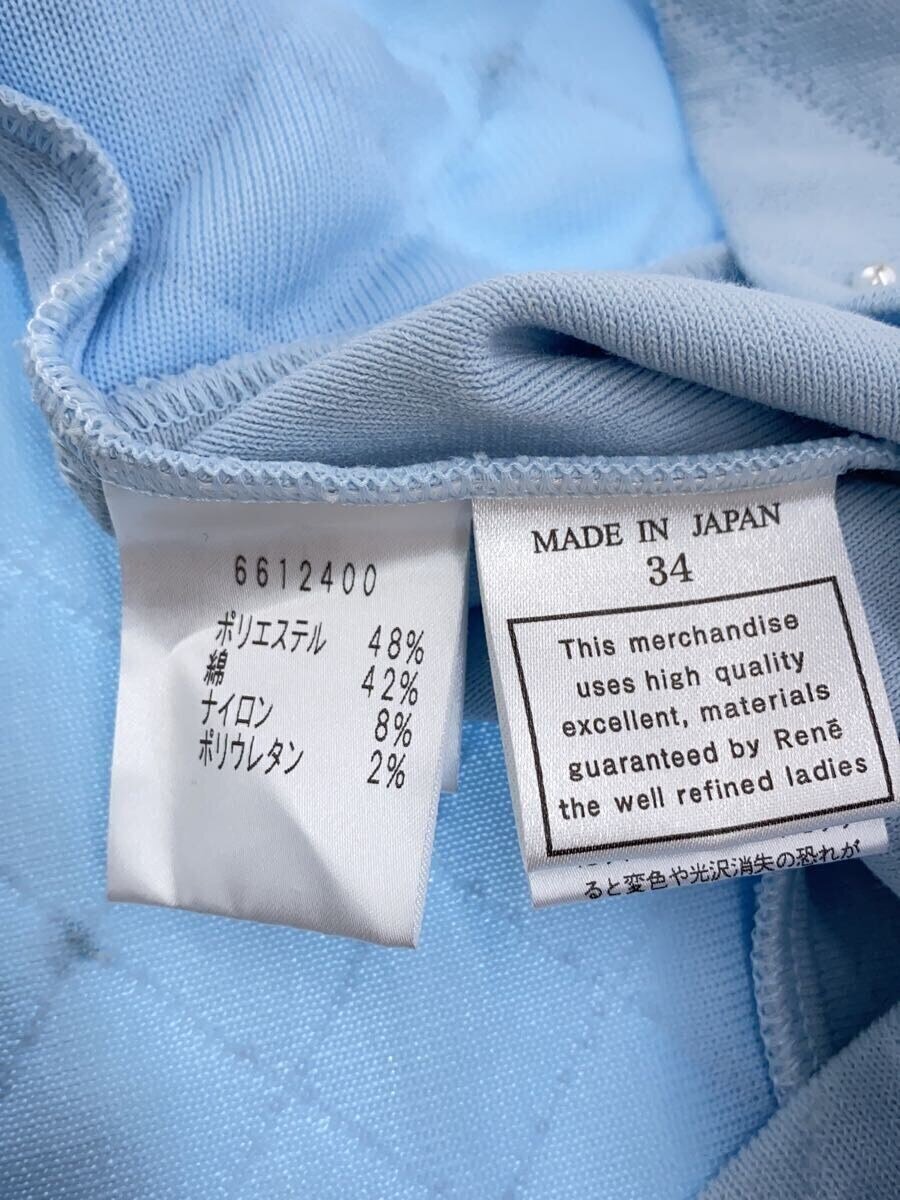 6612400
ポリエステル 48%
綿 42%
ナイロン 8%
ポリウレタン 2%
MADE IN JAPAN
34
This merchandise
uses high quality
excellent, materials
guaranteed by Renē
the well refined ladies
ると変色や光沢消失の恐れが